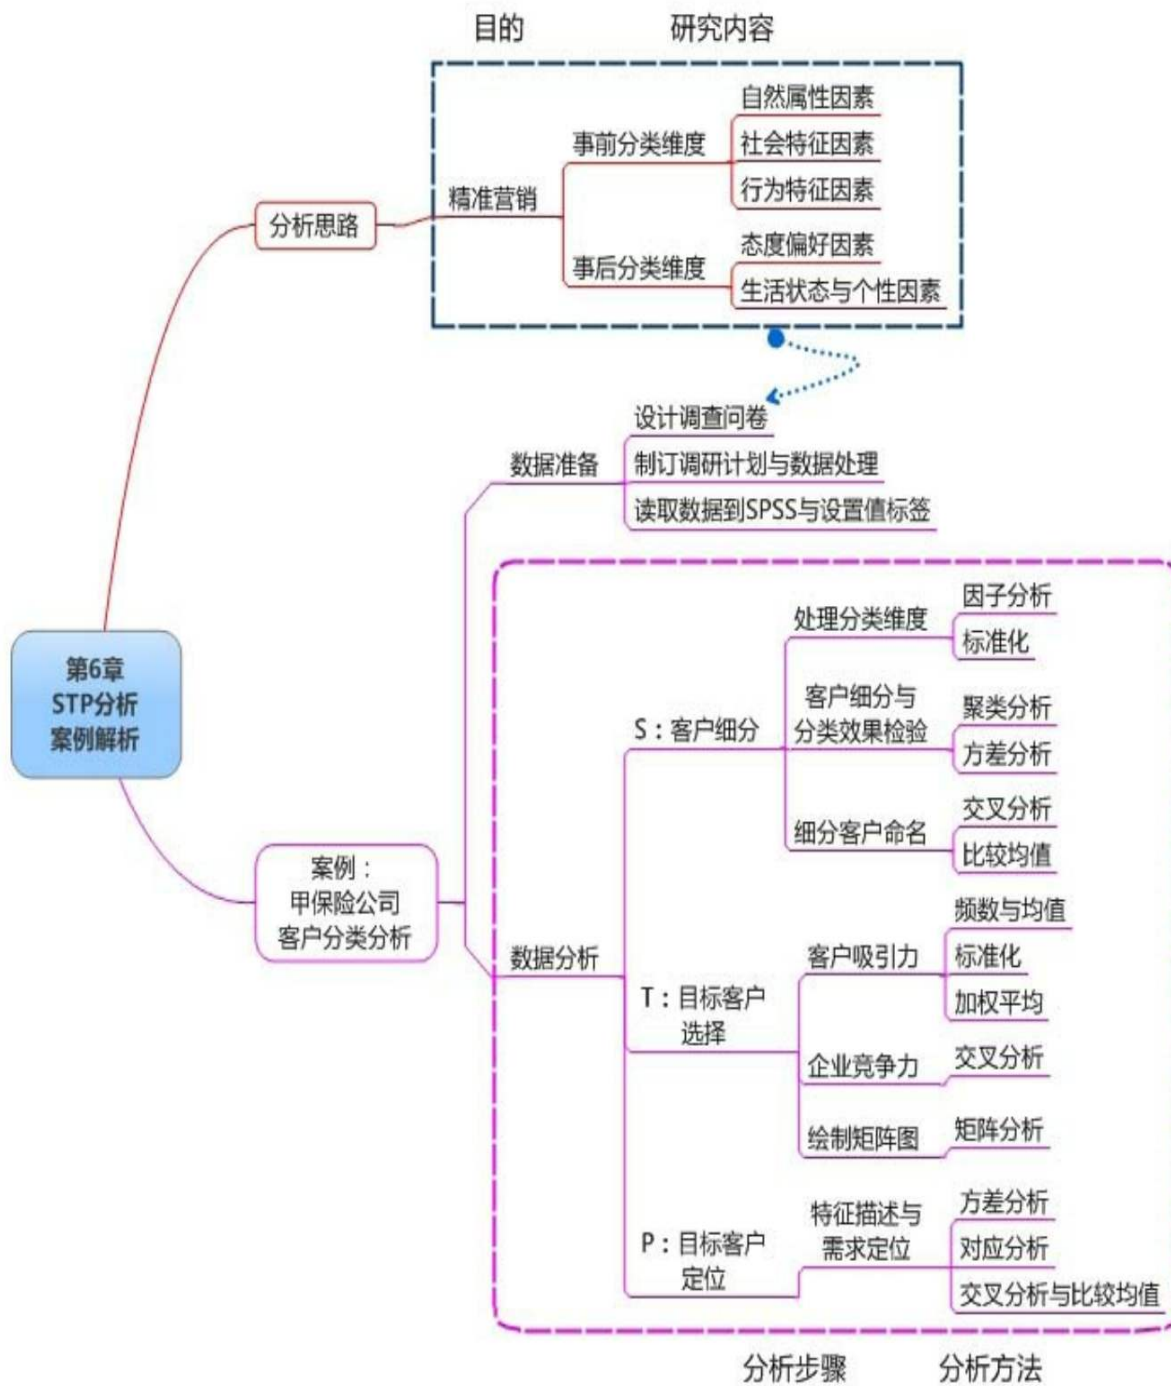 目的
研究内容
自然属性因素
事前分类维度
社会特征因素
行为特征因素
精准营销
分析思路
态度偏好因素
事后分类维度
生活状态与个性因素
设计调查问卷
数据准备
制订调研计划与数据处理
读取数据到SPSS与设置值标签
第6章
STP分析
案例解析
案例：
甲保险公司
客户分类分析
数据分析
S：客户细分
处理分类维度
因子分析
标准化
客户细分与
分类效果检验
聚类分析
方差分析
细分客户命名
交叉分析
比较均值
T：目标客户
选择
客户吸引力
频数与均值
标准化
加权平均
企业竞争力
交叉分析
绘制矩阵图
矩阵分析
P：目标客户
定位
特征描述与
需求定位
方差分析
对应分析
交叉分析与比较均值
分析步骤
分析方法